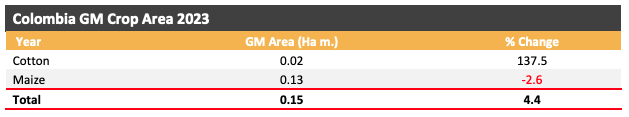 Colombia GM Crop Area 2023
Year GM Area (Ha m.) % Change
Cotton 0.02 137.5
Maize 0.13 -2.6
Total 0.15 4.4